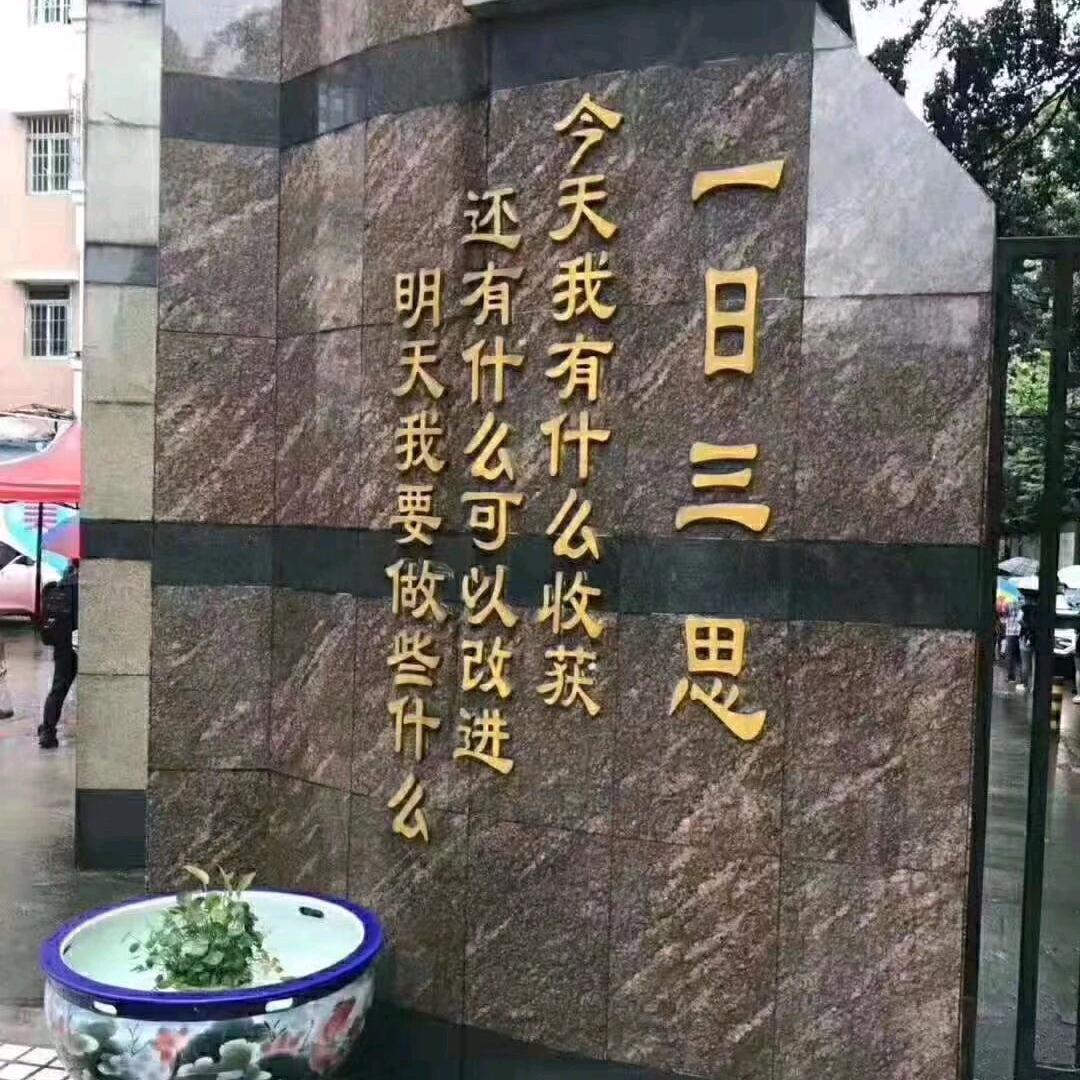 一日三思
今天我有什么收获
还有什么可以改进
明天我要做些什么